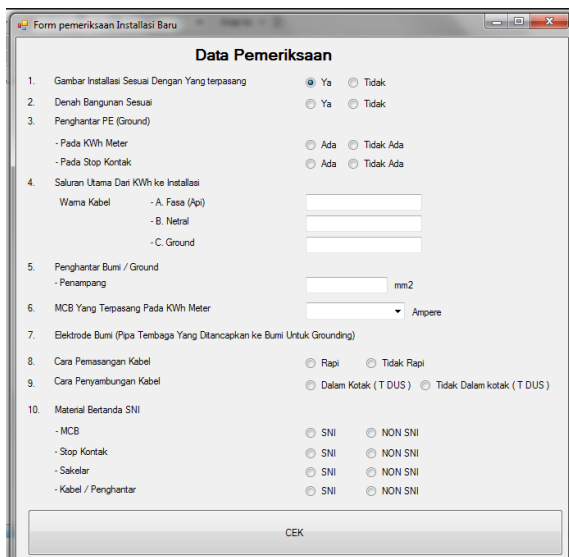 Form pemeriksaan Installasi Baru
Data Pemeriksaan
1. Gambar Installasi Sesuai Dengan Yang terpasang Ya Tidak
2. Denah Bangunan Sesuai Ya Tidak
3. Penghantar PE (Ground)
- Pada KWh Meter Ada Tidak Ada
- Pada Stop Kontak Ada Tidak Ada
4. Saluran Utama Dari KWh ke Installasi
Warna Kabel - A. Fasa (Api)
- B. Netral
- C. Ground
5. Penghantar Bumi / Ground
- Penampang mm2
6. MCB Yang Terpasang Pada KWh Meter Ampere
7. Elektrode Bumi (Pipa Tembaga Yang Ditancapkan ke Bumi Untuk Grounding)
8. Cara Pemasangan Kabel Rapi Tidak Rapi
9. Cara Penyambungan Kabel Dalam Kotak ( T DUS ) Tidak Dalam kotak ( T DUS )
10. Material Bertanda SNI
- MCB SNI NON SNI
- Stop Kontak SNI NON SNI
- Sakelar SNI NON SNI
- Kabel / Penghantar SNI NON SNI
CEK